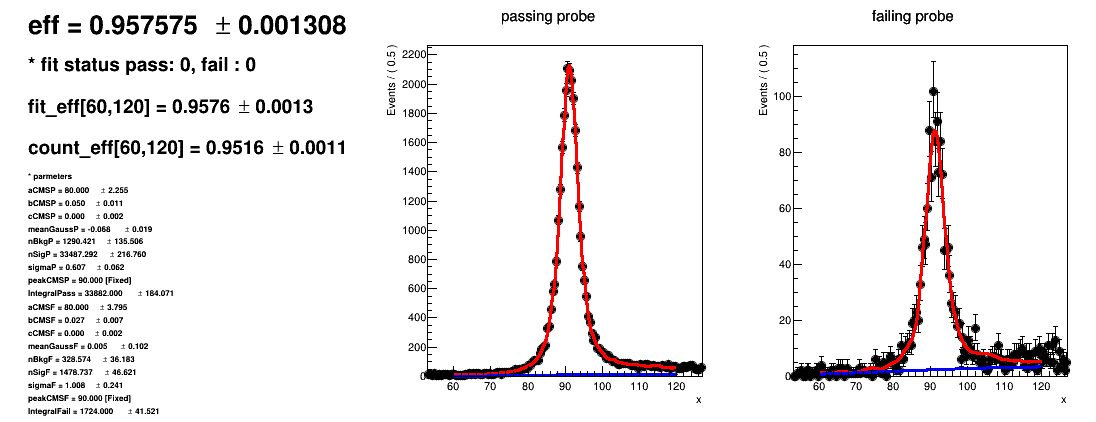 eff = 0.957575 ± 0.001308
* fit status pass: 0, fail : 0
fit_eff[60,120] = 0.9576 ± 0.0013
count_eff[60,120] = 0.9516 ± 0.0011
* parmeters
aCMSP = 80.000 ± 2.255
bCMSP = 0.050 ± 0.011
cCMSP = 0.000 ± 0.002
meanGaussP = -0.068 ± 0.019
nBkgP = 1290.421 ± 135.506
nSigP = 33487.292 ± 216.760
sigmaP = 0.607 ± 0.062
peakCMSP = 90.000 [Fixed]
IntegralPass = 33882.000 ± 184.071
aCMSF = 80.000 ± 3.795
bCMSF = 0.027 ± 0.007
cCMSF = 0.000 ± 0.002
meanGaussF = 0.005 ± 0.102
nBkgF = 328.574 ± 36.183
nSigF = 1478.737 ± 46.621
sigmaF = 1.008 ± 0.241
peakCMSF = 90.000 [Fixed]
IntegralFail = 1724.000 ± 41.521
passing probe
Events / ( 0.5 )
2200
2000
1800
1600
1400
1200
1000
800
600
400
200
0
60 70 80 90 100 110 120
x
failing probe
Events / ( 0.5 )
100
80
60
40
20
0
60 70 80 90 100 110 120
x